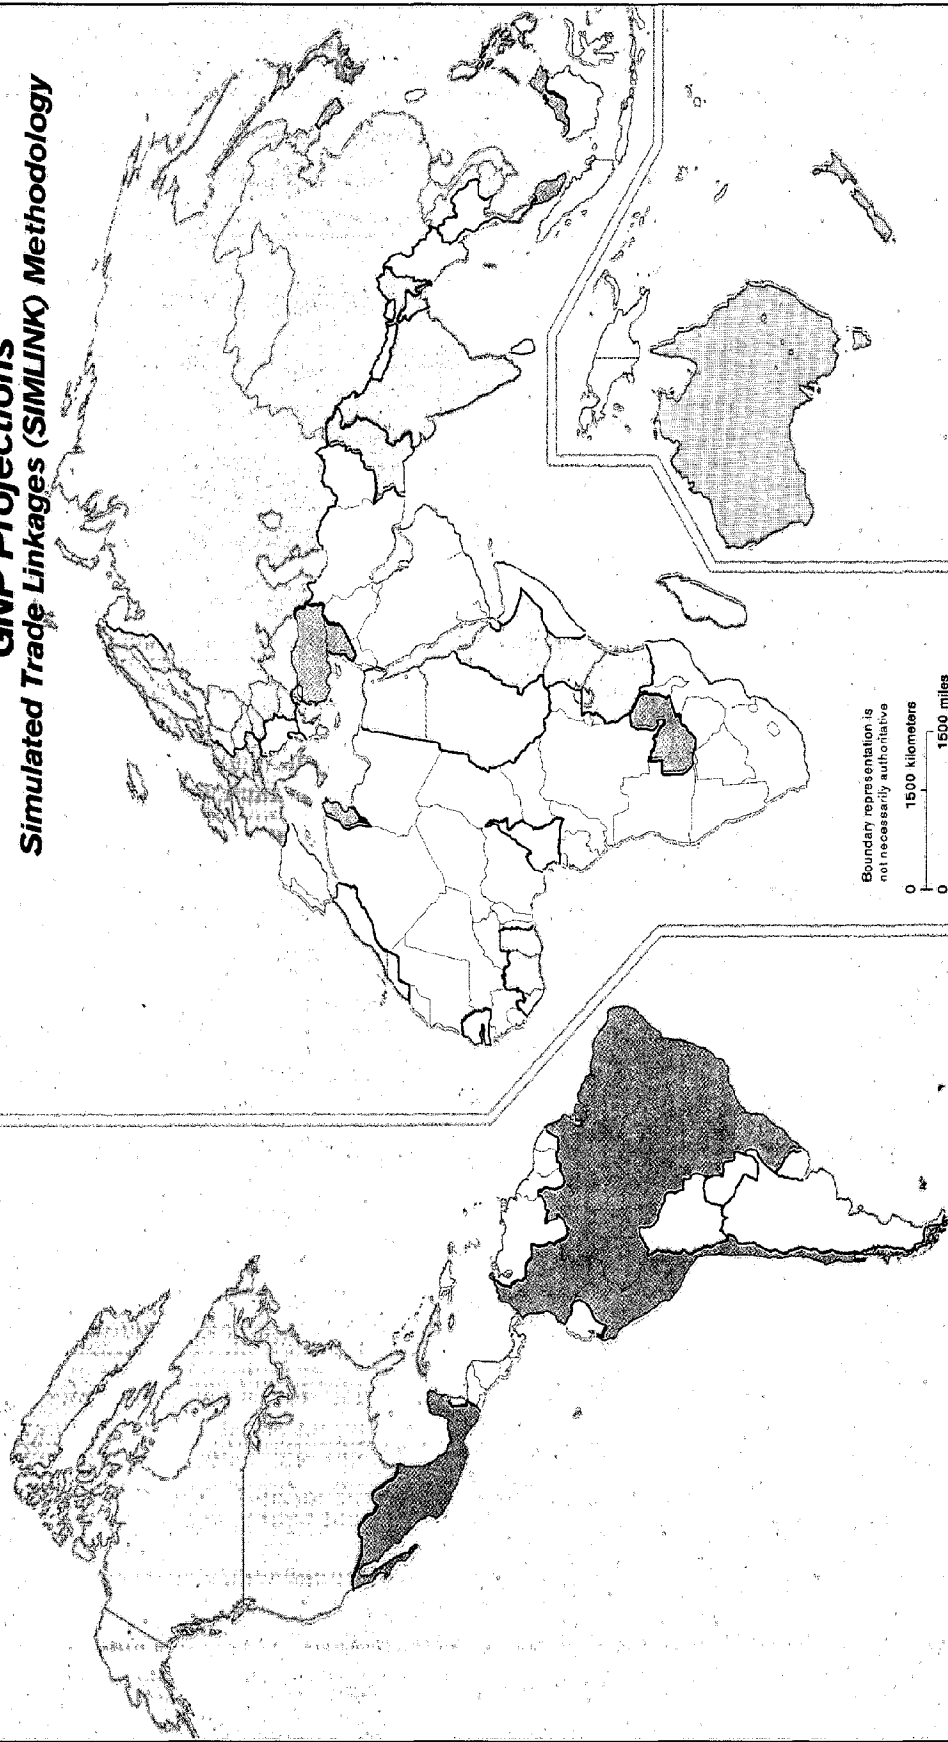 GNP Projections
Simulated Trade Linkages (SIMLINK) Methodology
Boundary representation is
not necessarily authoritative
0 1500 kilometers
0 1500 miles